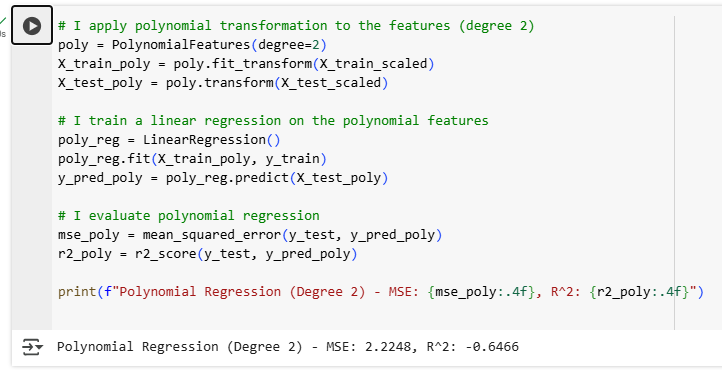 # I apply polynomial transformation to the features (degree 2)
poly = PolynomialFeatures(degree=2)
X_train_poly = poly.fit_transform(X_train_scaled)
X_test_poly = poly.transform(X_test_scaled)

# I train a linear regression on the polynomial features
poly_reg = LinearRegression()
poly_reg.fit(X_train_poly, y_train)
y_pred_poly = poly_reg.predict(X_test_poly)

# I evaluate polynomial regression
mse_poly = mean_squared_error(y_test, y_pred_poly)
r2_poly = r2_score(y_test, y_pred_poly)

print(f"Polynomial Regression (Degree 2) - MSE: {mse_poly:.4f}, R^2: {r2_poly:.4f}")

Polynomial Regression (Degree 2) - MSE: 2.2248, R^2: -0.6466